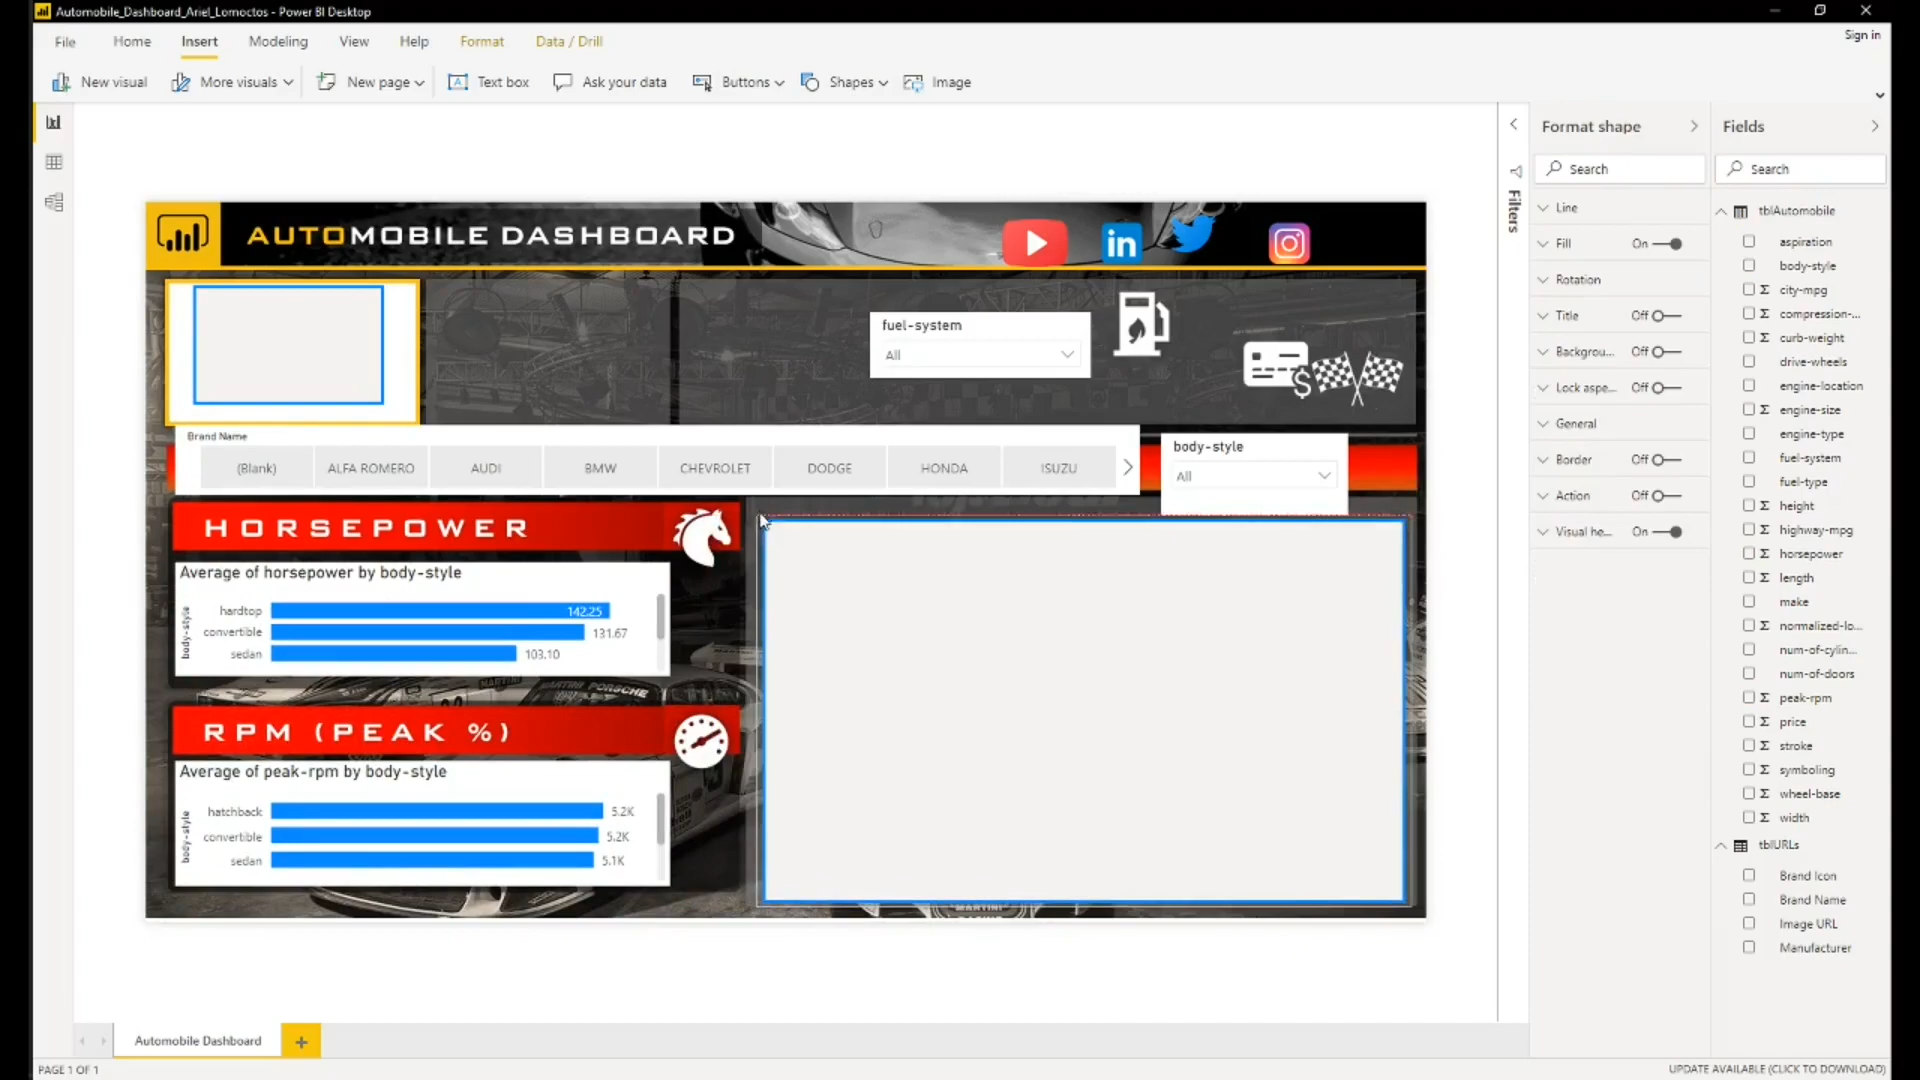 Automobile_Dashboard_Ariel_Lomoctos - Power BI Desktop
File Home Insert Modeling View Help Format Data / Drill
Sign in
New visual More visuals New page Text box Ask your data Buttons Shapes Image
AUTOMOBILE DASHBOARD
in
fuel-system
All
$
Brand Name
(Blank) ALFA ROMERO AUDI BMW CHEVROLET DODGE HONDA ISUZU
body-style
All
HORSEPOWER
Average of horsepower by body-style
body-style
hardtop 142.25
convertible 131.67
sedan 103.10
MARTINI PORSCHE
RPM (PEAK %)
Average of peak-rpm by body-style
body-style
hatchback 5.2K
convertible 5.2K
sedan 5.1K
MARTINI
Filters
Format shape
Search
Line
Fill On
Rotation
Title Off
Backgrou... Off
Lock aspe... Off
General
Border Off
Action Off
Visual he... On
Fields
Search
tblAutomobile
aspiration
body-style
Σ city-mpg
Σ compression-...
Σ curb-weight
drive-wheels
engine-location
Σ engine-size
engine-type
fuel-system
fuel-type
Σ height
Σ highway-mpg
Σ horsepower
Σ length
make
Σ normalized-lo...
num-of-cylin...
num-of-doors
Σ peak-rpm
Σ price
Σ stroke
Σ symboling
Σ wheel-base
Σ width
tblURLs
Brand Icon
Brand Name
Image URL
Manufacturer
Automobile Dashboard
PAGE 1 OF 1
UPDATE AVAILABLE (CLICK TO DOWNLOAD)